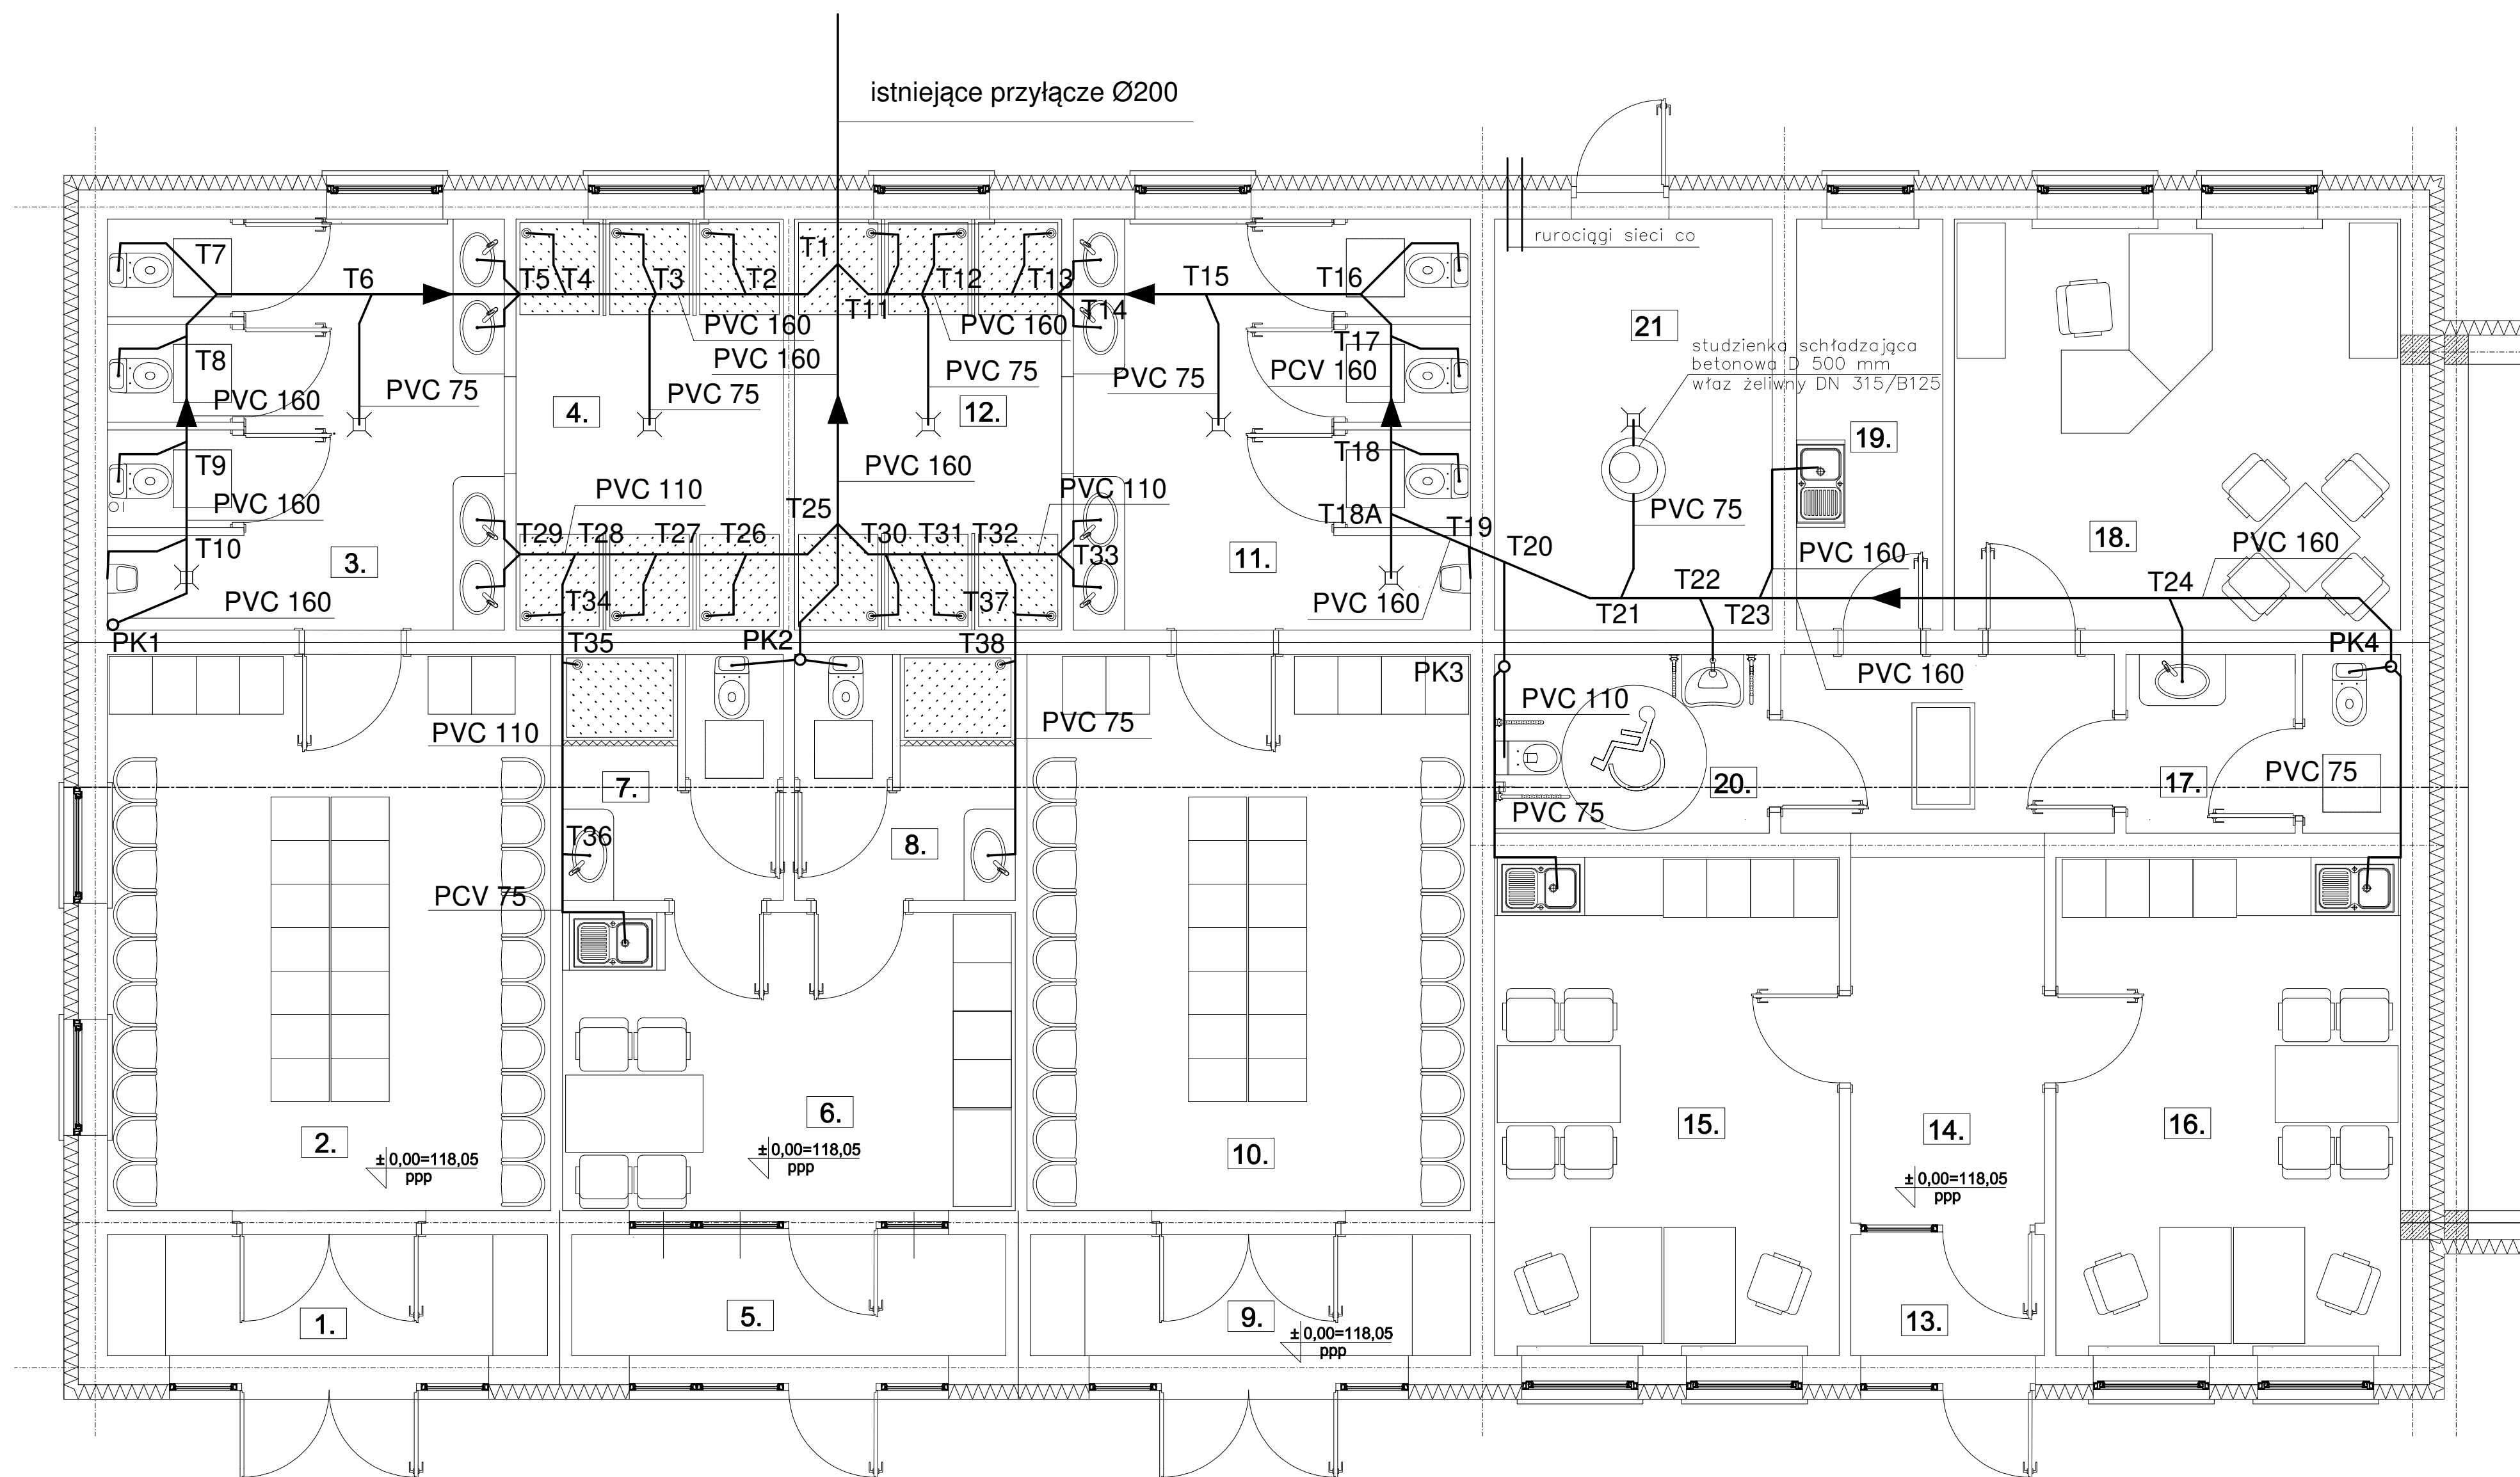 istniejące przyłącze Ø200
rurociągi sieci co
T7
T6
T5
T4
T3
T2
T1
T11
T12
T13
T14
T15
T16
PVC 160
PVC 160
PVC 160
21
studzienka schładzająca
betonowa D 500 mm
właz żeliwny DN 315/B125
T8
PVC 160
PVC 75
PVC 75
PVC 75
PVC 75
PCV 160
T17
4.
12.
19.
T9
PVC 160
PVC 160
T18
PVC 110
PVC 110
PVC 75
T10
3.
T29
T28
T27
T26
T25
T30
T31
T32
T33
11.
T18A
T19
T20
18.
PVC 160
PVC 160
PVC 160
T34
T37
PVC 160
T21
T22
T23
T24
PK1
T35
PK2
T38
PK3
PK4
PVC 160
PVC 110
PVC 110
PVC 75
7.
20.
17.
PVC 75
PVC 75
T36
8.
PCV 75
2.
± 0,00=118,05
ppp
6.
± 0,00=118,05
ppp
10.
15.
14.
± 0,00=118,05
ppp
16.
1.
5.
9.
± 0,00=118,05
ppp
13.